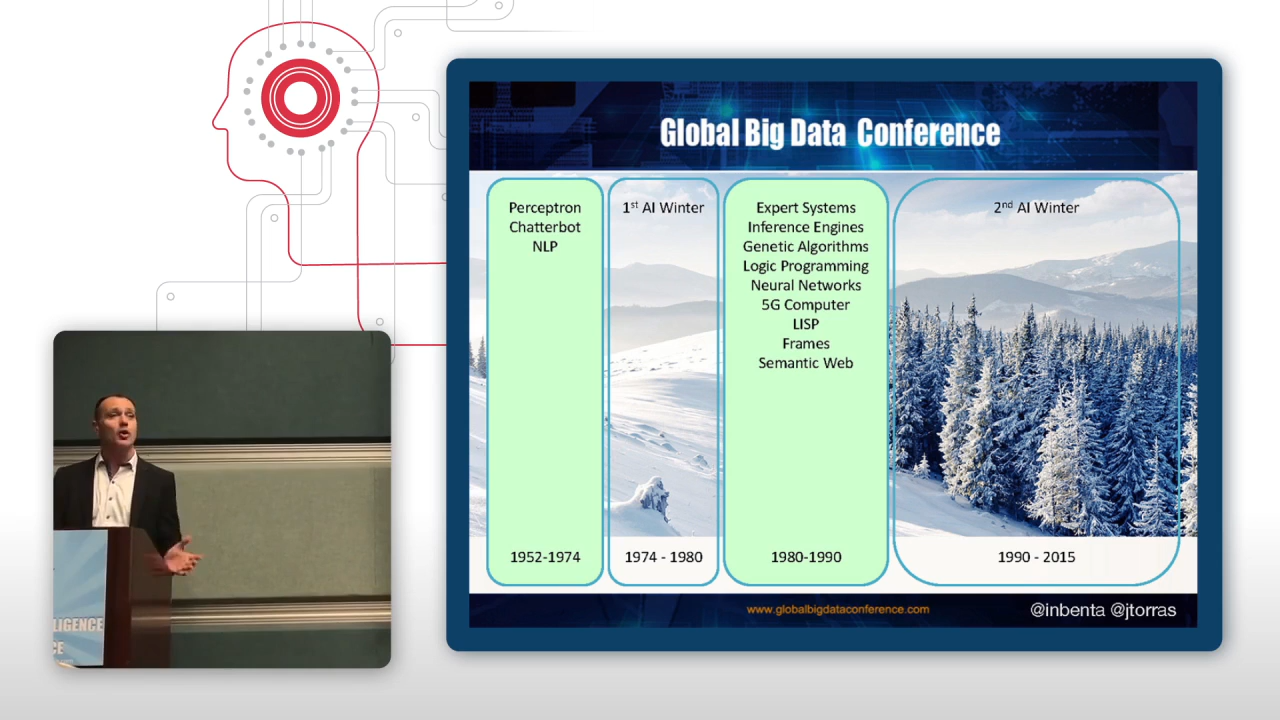 Global Big Data Conference
Perceptron
Chatterbot
NLP
1952-1974
1st AI Winter
1974 - 1980
Expert Systems
Inference Engines
Genetic Algorithms
Logic Programming
Neural Networks
5G Computer
LISP
Frames
Semantic Web
1980-1990
2nd AI Winter
1990 - 2015
www.globalbigdataconference.com
@inbenta @jtorras
LIGENCE
CE